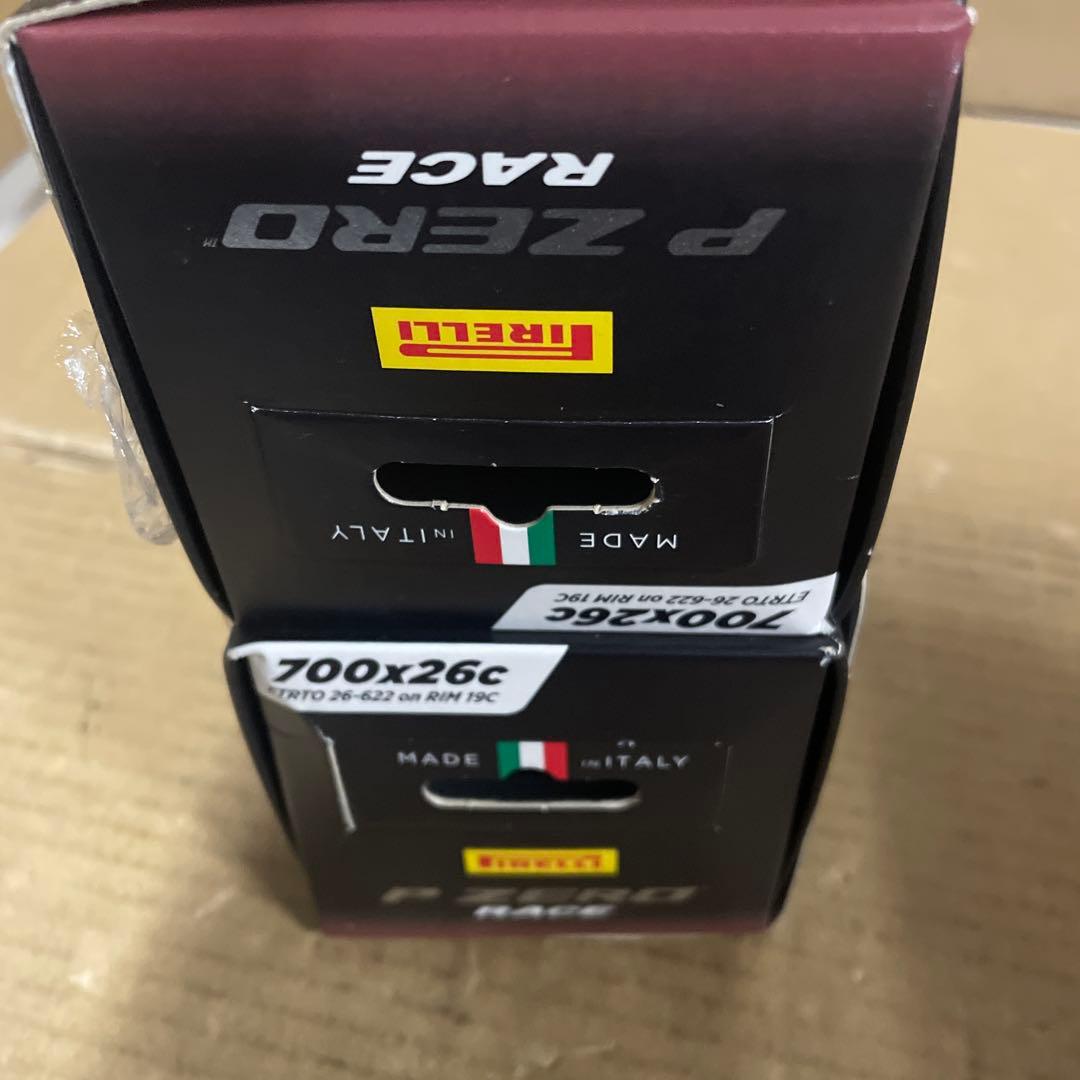 RACE
P ZERO™
PIRELLI
MADE IN ITALY
ETRTO 26-622 on RIM 19C
700x26c
700x26c
ETRTO 26-622 on RIM 19C
MADE IN ITALY
PIRELLI
P ZERO
RACE